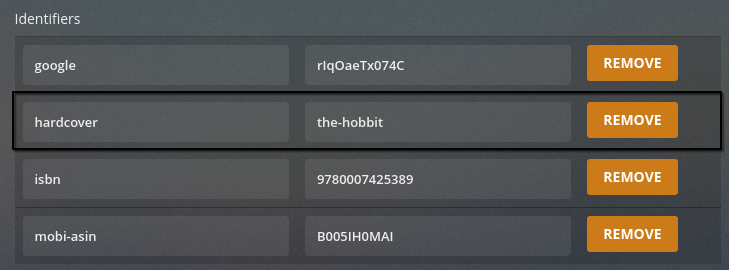 Identifiers
google rIqOaeTx074C REMOVE
hardcover the-hobbit REMOVE
isbn 9780007425389 REMOVE
mobi-asin B005IH0MAI REMOVE